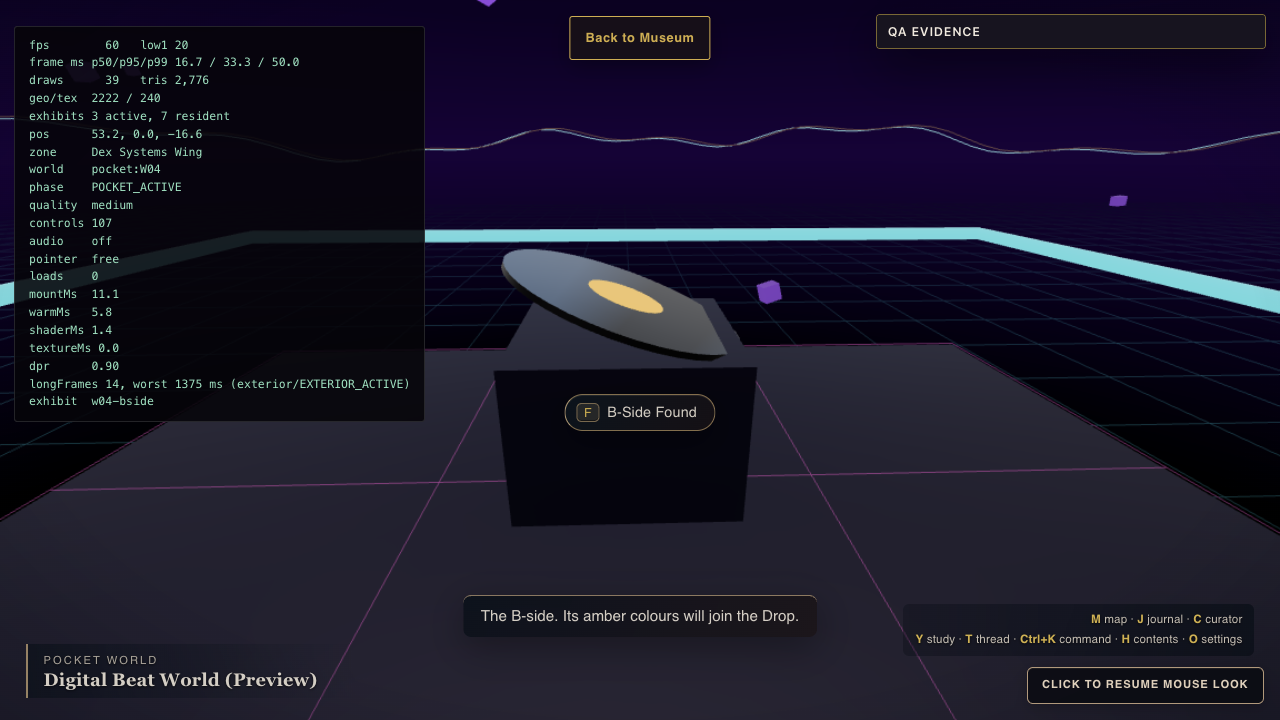 fps 60 low1 20
frame ms p50/p95/p99 16.7 / 33.3 / 50.0
draws 39 tris 2,776
geo/tex 2222 / 240
exhibits 3 active, 7 resident
pos 53.2, 0.0, -16.6
zone Dex Systems Wing
world pocket:W04
phase POCKET_ACTIVE
quality medium
controls 107
audio off
pointer free
loads 0
mountMs 11.1
warmMs 5.8
shaderMs 1.4
textureMs 0.0
dpr 0.90
longFrames 14, worst 1375 ms (exterior/EXTERIOR_ACTIVE)
exhibit w04-bside
Back to Museum
QA EVIDENCE
F B-Side Found
The B-side. Its amber colours will join the Drop.
POCKET WORLD
Digital Beat World (Preview)
M map · J journal · C curator
Y study · T thread · Ctrl+K command · H contents · O settings
CLICK TO RESUME MOUSE LOOK